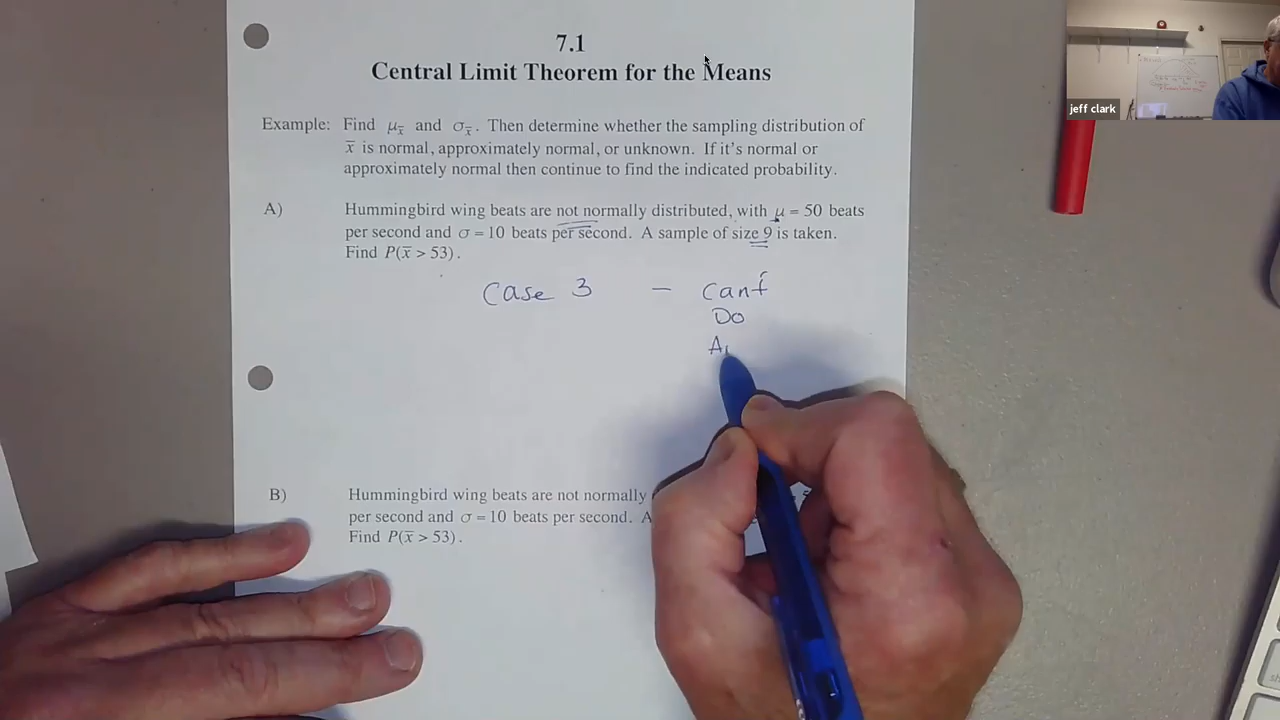 7.1
Central Limit Theorem for the Means
jeff clark
Example: Find μx̅ and σx̅. Then determine whether the sampling distribution of
x̅ is normal, approximately normal, or unknown. If it's normal or
approximately normal then continue to find the indicated probability.
A) Hummingbird wing beats are not normally distributed, with μ = 50 beats
per second and σ = 10 beats per second. A sample of size 9 is taken.
Find P(x̅ > 53).
Case 3 — Can't
Do
B) Hummingbird wing beats are not normally
per second and σ = 10 beats per second. A
Find P(x̅ > 53).